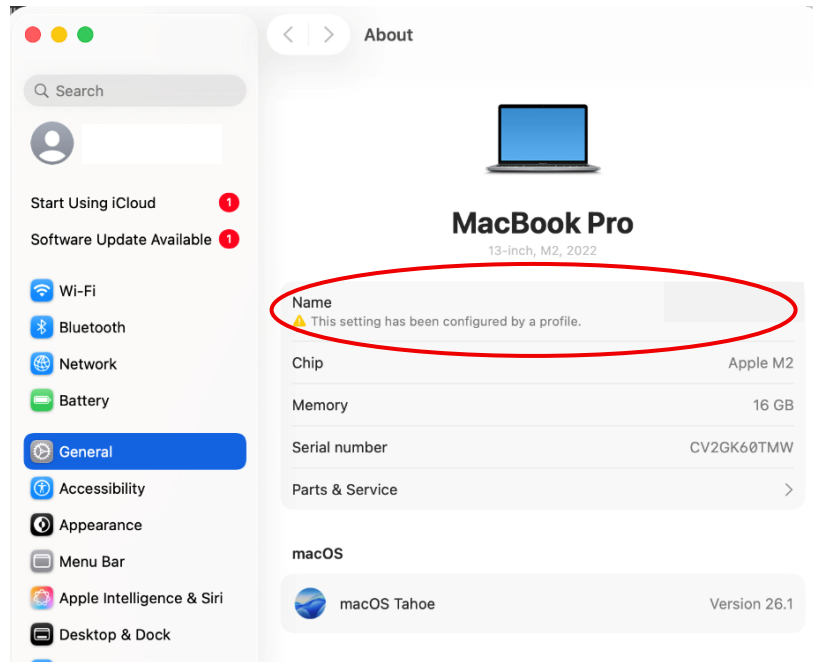 About
Search
Start Using iCloud 1
Software Update Available 1
Wi-Fi
Bluetooth
Network
Battery
General
Accessibility
Appearance
Menu Bar
Apple Intelligence & Siri
Desktop & Dock
MacBook Pro
13-inch, M2, 2022
Name
This setting has been configured by a profile.
Chip Apple M2
Memory 16 GB
Serial number CV2GK60TMW
Parts & Service
macOS
macOS Tahoe Version 26.1